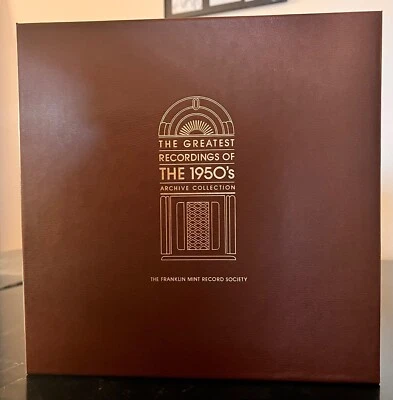 THE GREATEST
RECORDINGS OF
THE 1950's
ARCHIVE COLLECTION
THE FRANKLIN MINT RECORD SOCIETY